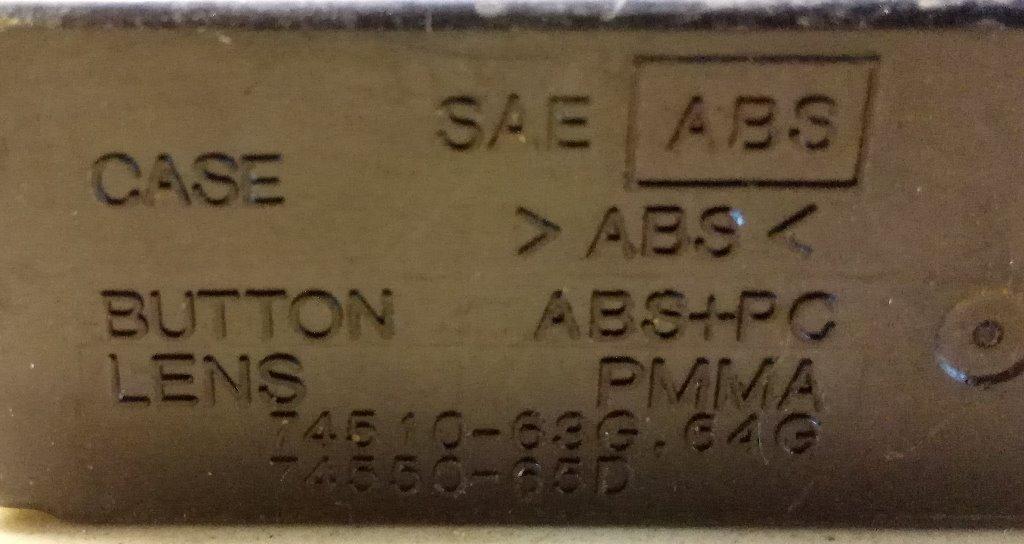 SAE ABS
CASE
>ABS<
BUTTON ABS+PC
LENS PMMA
74510-63G, 64G
74550-65D